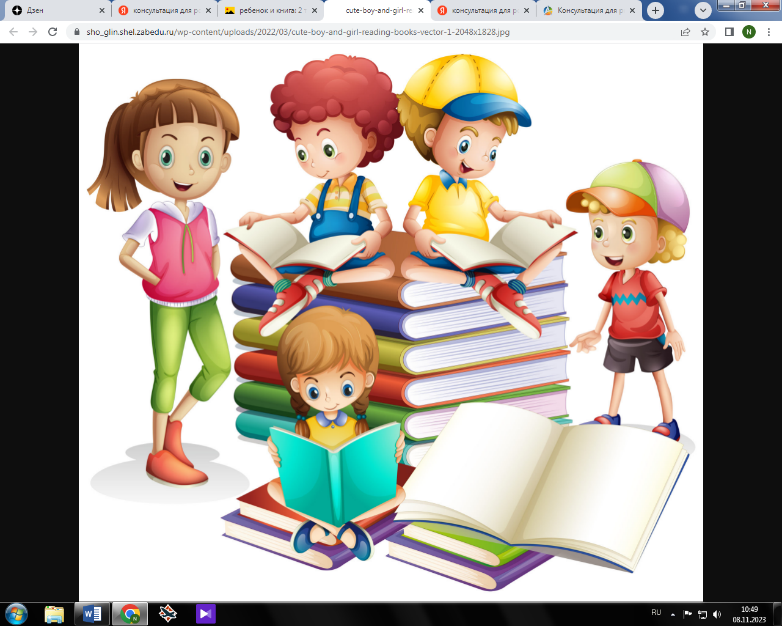 Дзен
консультация для р
ребенок и книга: 2
cute-boy-and-girl-re
консультация для р
Консультация для р
sho_glin.shel.zabedu.ru/wp-content/uploads/2022/03/cute-boy-and-girl-reading-books-vector-1-2048x1828.jpg
N
RU
10:49
08.11.2023